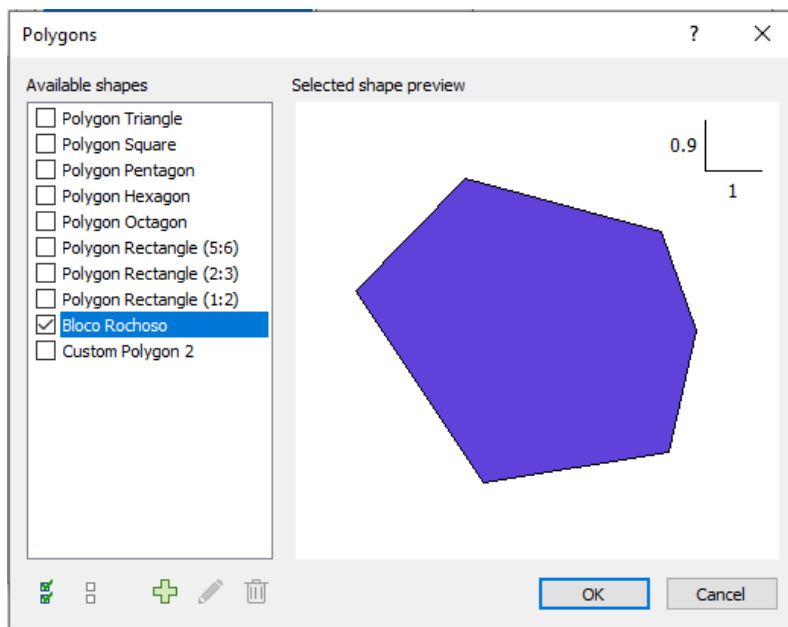 Polygons
?
Available shapes
Selected shape preview
Polygon Triangle
Polygon Square
Polygon Pentagon
Polygon Hexagon
Polygon Octagon
Polygon Rectangle (5:6)
Polygon Rectangle (2:3)
Polygon Rectangle (1:2)
Bloco Rochoso
Custom Polygon 2
0.9
1
OK
Cancel